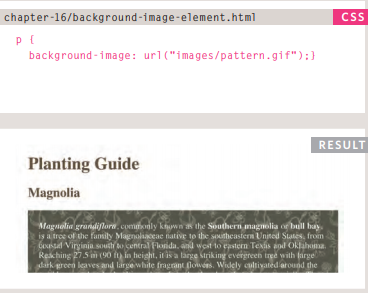 chapter-16/background-image-element.html
CSS
p {
background-image: url("images/pattern.gif");}
RESULT
Planting Guide
Magnolia
Magnolia grandiflora, commonly known as the Southern magnolia or bull bay,
is a tree of the family Magnoliaceae native to the southeastern United States, from
coastal Virginia south to central Florida, and west to eastern Texas and Oklahoma.
Reaching 27.5 m (90 ft) in height, it is a large striking evergreen tree with large
dark green leaves and large white fragrant flowers. Widely cultivated around the